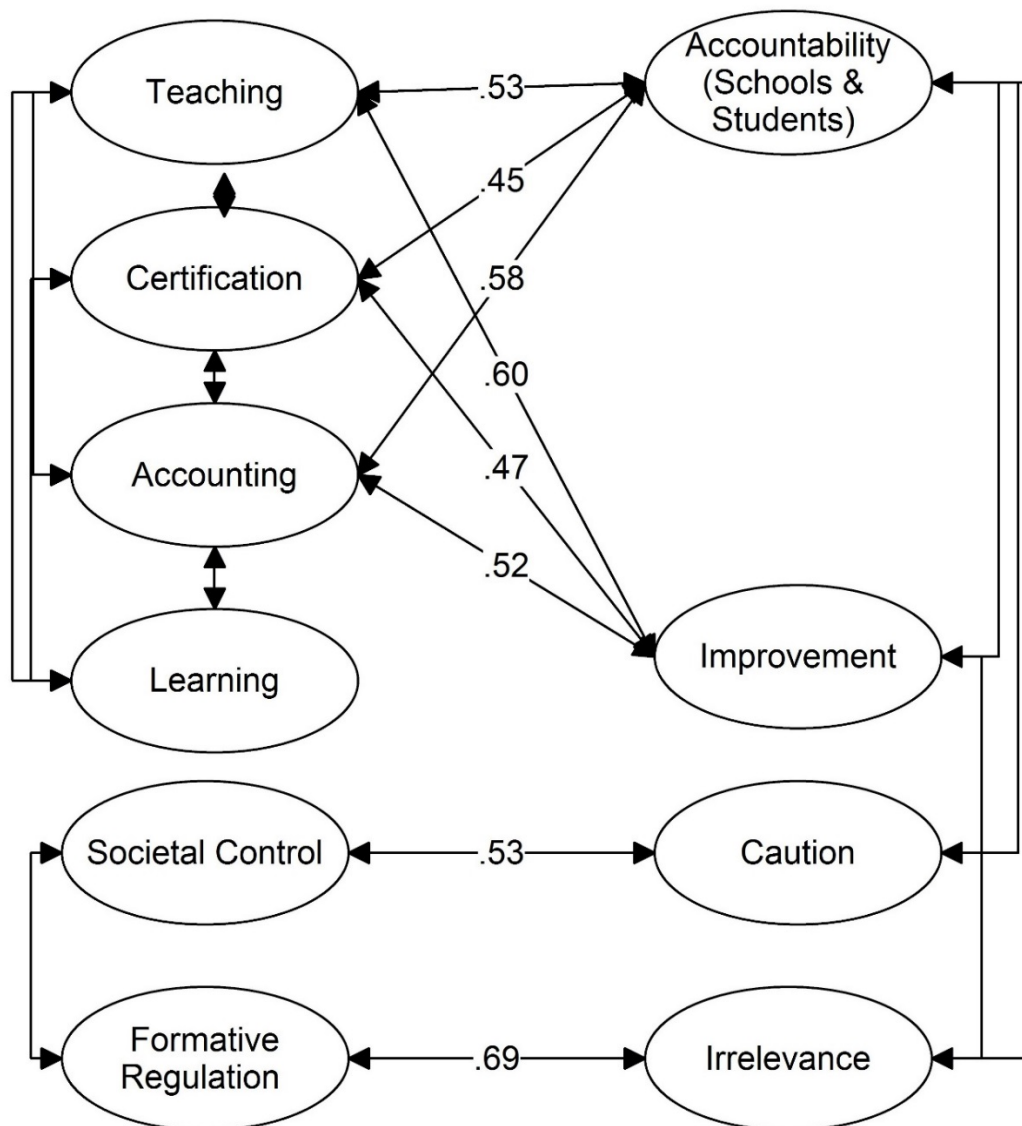 Teaching
.53
Accountability
(Schools &
Students)
.45
Certification
.58
.60
.47
Accounting
.52
Improvement
Learning
Societal Control
.53
Caution
Formative
Regulation
.69
Irrelevance